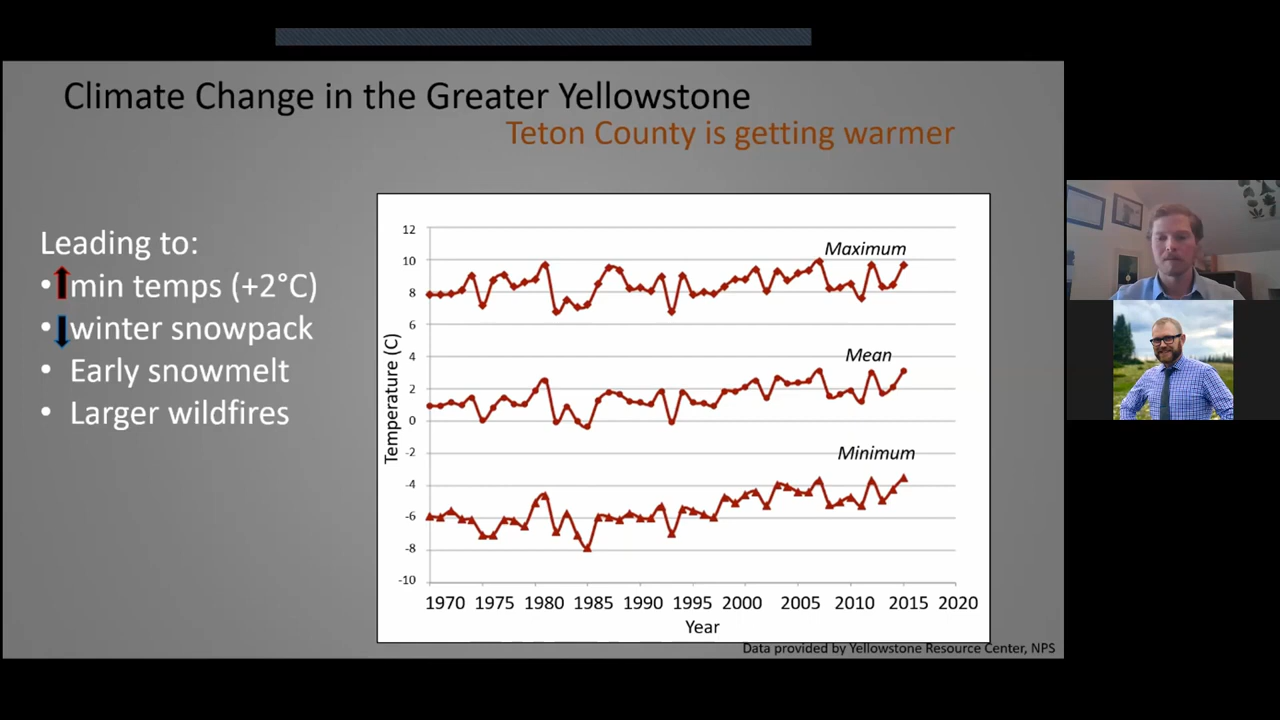 Climate Change in the Greater Yellowstone
Teton County is getting warmer
Leading to:
• min temps (+2°C)
• winter snowpack
• Early snowmelt
• Larger wildfires
12
10
8
6
4
2
0
-2
-4
-6
-8
-10
Temperature (C)
Maximum
Mean
Minimum
1970 1975 1980 1985 1990 1995 2000 2005 2010 2015 2020
Year
Data provided by Yellowstone Resource Center, NPS